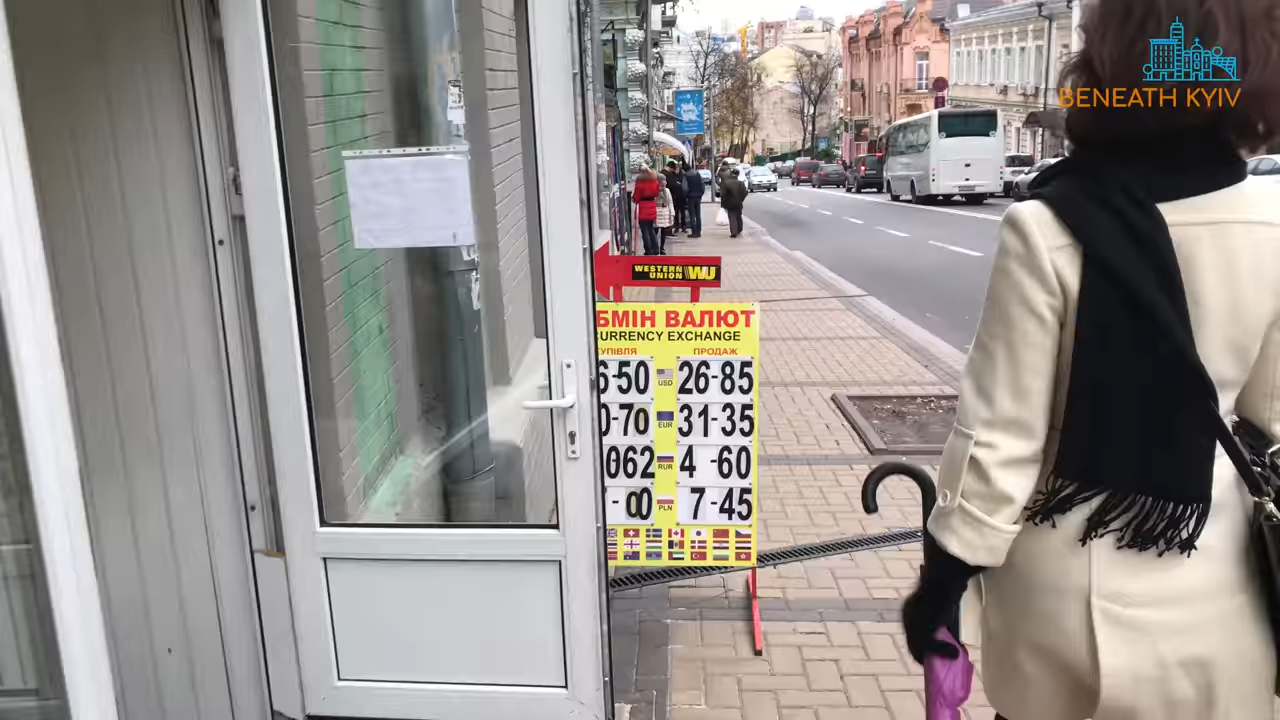 BENEATH KYIV
WESTERN
UNION WU
БМІН ВАЛЮТ
CURRENCY EXCHANGE
УПІВЛЯ ПРОДАЖ
6-50 USD 26-85
0-70 EUR 31-35
062 RUR 4 -60
-00 PLN 7-45